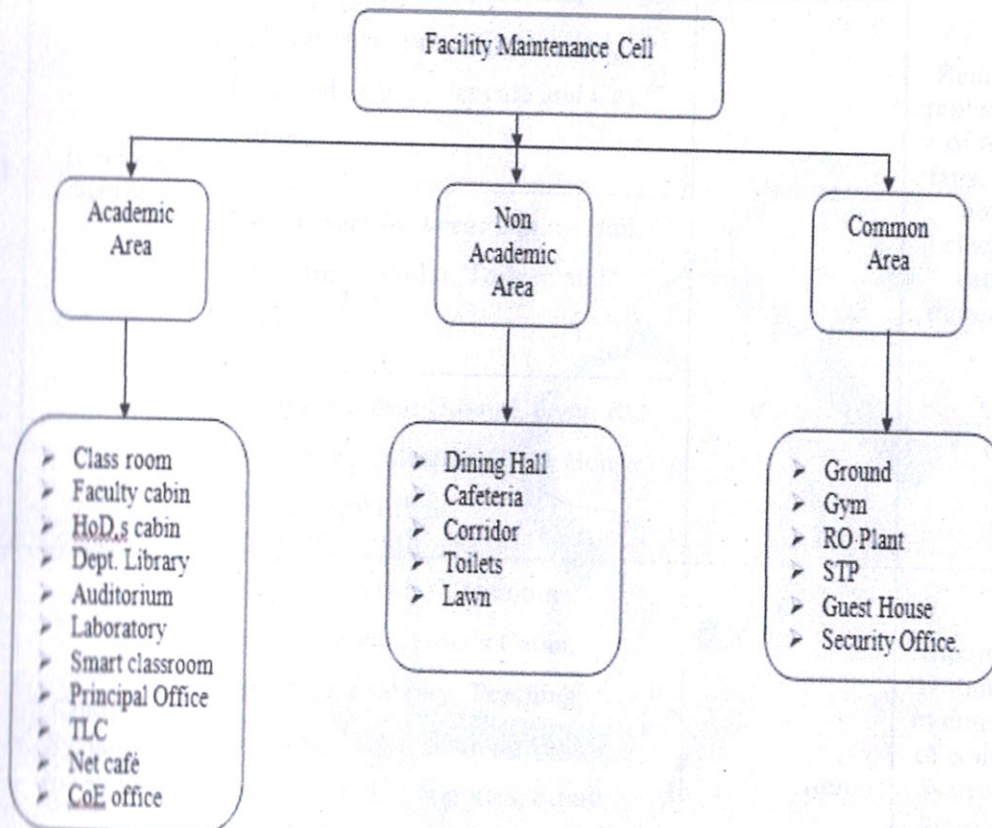 Facility Maintenance Cell
Academic
Area
Non
Academic
Area
Common
Area
Class room
Faculty cabin
HoD,s cabin
Dept. Library
Auditorium
Laboratory
Smart classroom
Principal Office
TLC
Net café
CoE office
Dining Hall
Cafeteria
Corridor
Toilets
Lawn
Ground
Gym
RO Plant
STP
Guest House
Security Office.